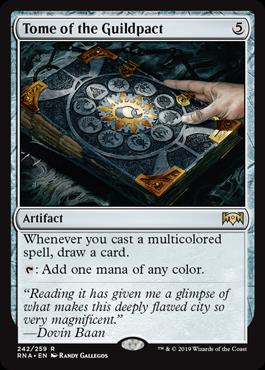 Tome of the Guildpact 5
Artifact
Whenever you cast a multicolored
spell, draw a card.
: Add one mana of any color.
"Reading it has given me a glimpse of
what makes this deeply flawed city so
very magnificent."
—Dovin Baan
242/259 R
RNA • EN Randy Gallegos
™ & © 2019 Wizards of the Coast